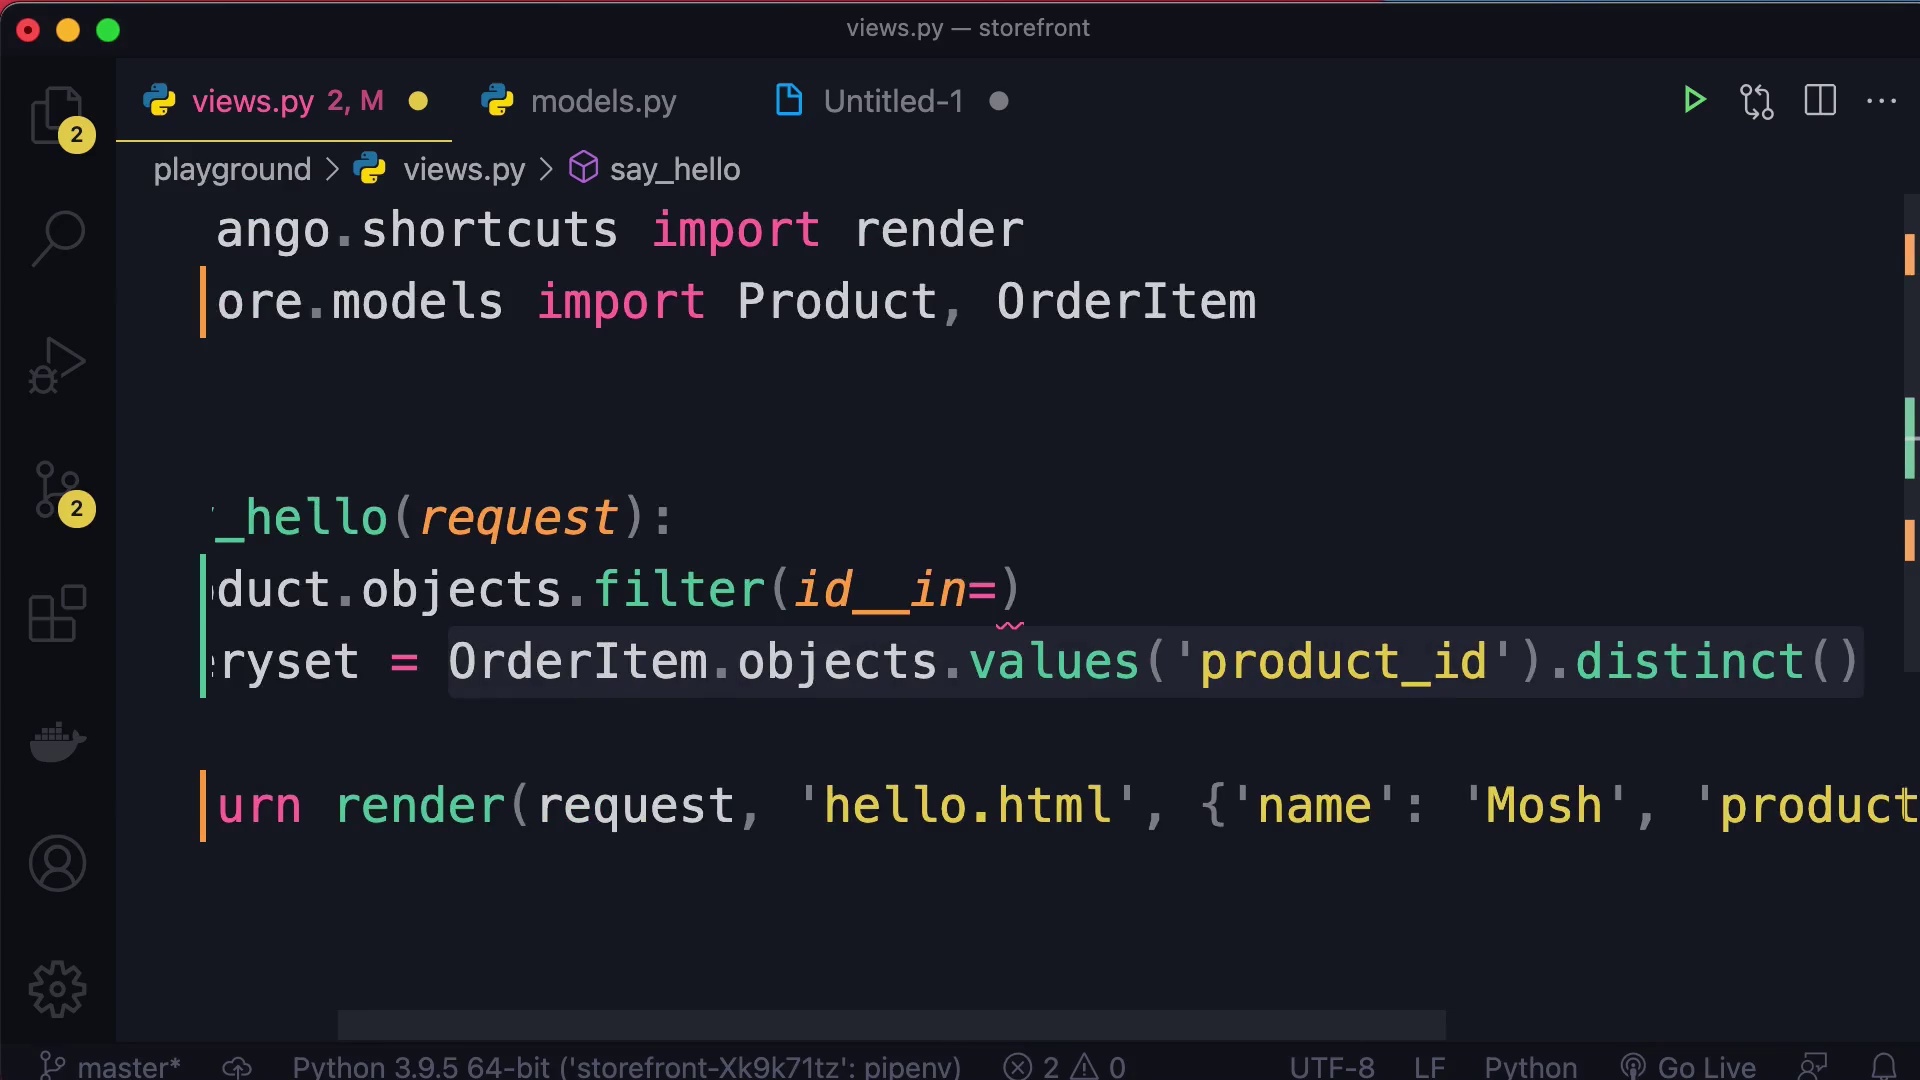 views.py — storefront
views.py 2, M
models.py
Untitled-1
2
playground > views.py > say_hello
ango.shortcuts import render
ore.models import Product, OrderItem
2
_hello(request):
duct.objects.filter(id__in=)
ryset = OrderItem.objects.values('product_id').distinct()
urn render(request, 'hello.html', {'name': 'Mosh', 'product
master*
Python 3.9.5 64-bit ('storefront-Xk9k71tz': pipenv)
2
0
UTF-8
LF
Python
Go Live